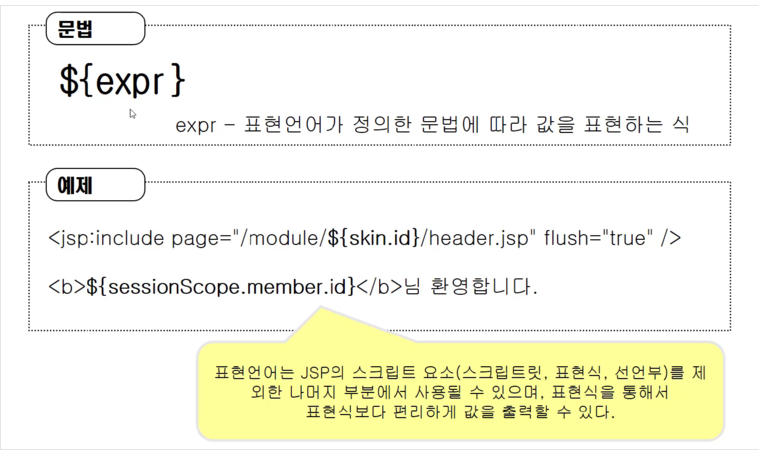 문법
${expr}
expr - 표현언어가 정의한 문법에 따라 값을 표현하는 식
예제
<jsp:include page="/module/${skin.id}/header.jsp" flush="true" />
<b>${sessionScope.member.id}</b>님 환영합니다.
표현언어는 JSP의 스크립트 요소(스크립트릿, 표현식, 선언부)를 제
외한 나머지 부분에서 사용될 수 있으며, 표현식을 통해서
표현식보다 편리하게 값을 출력할 수 있다.